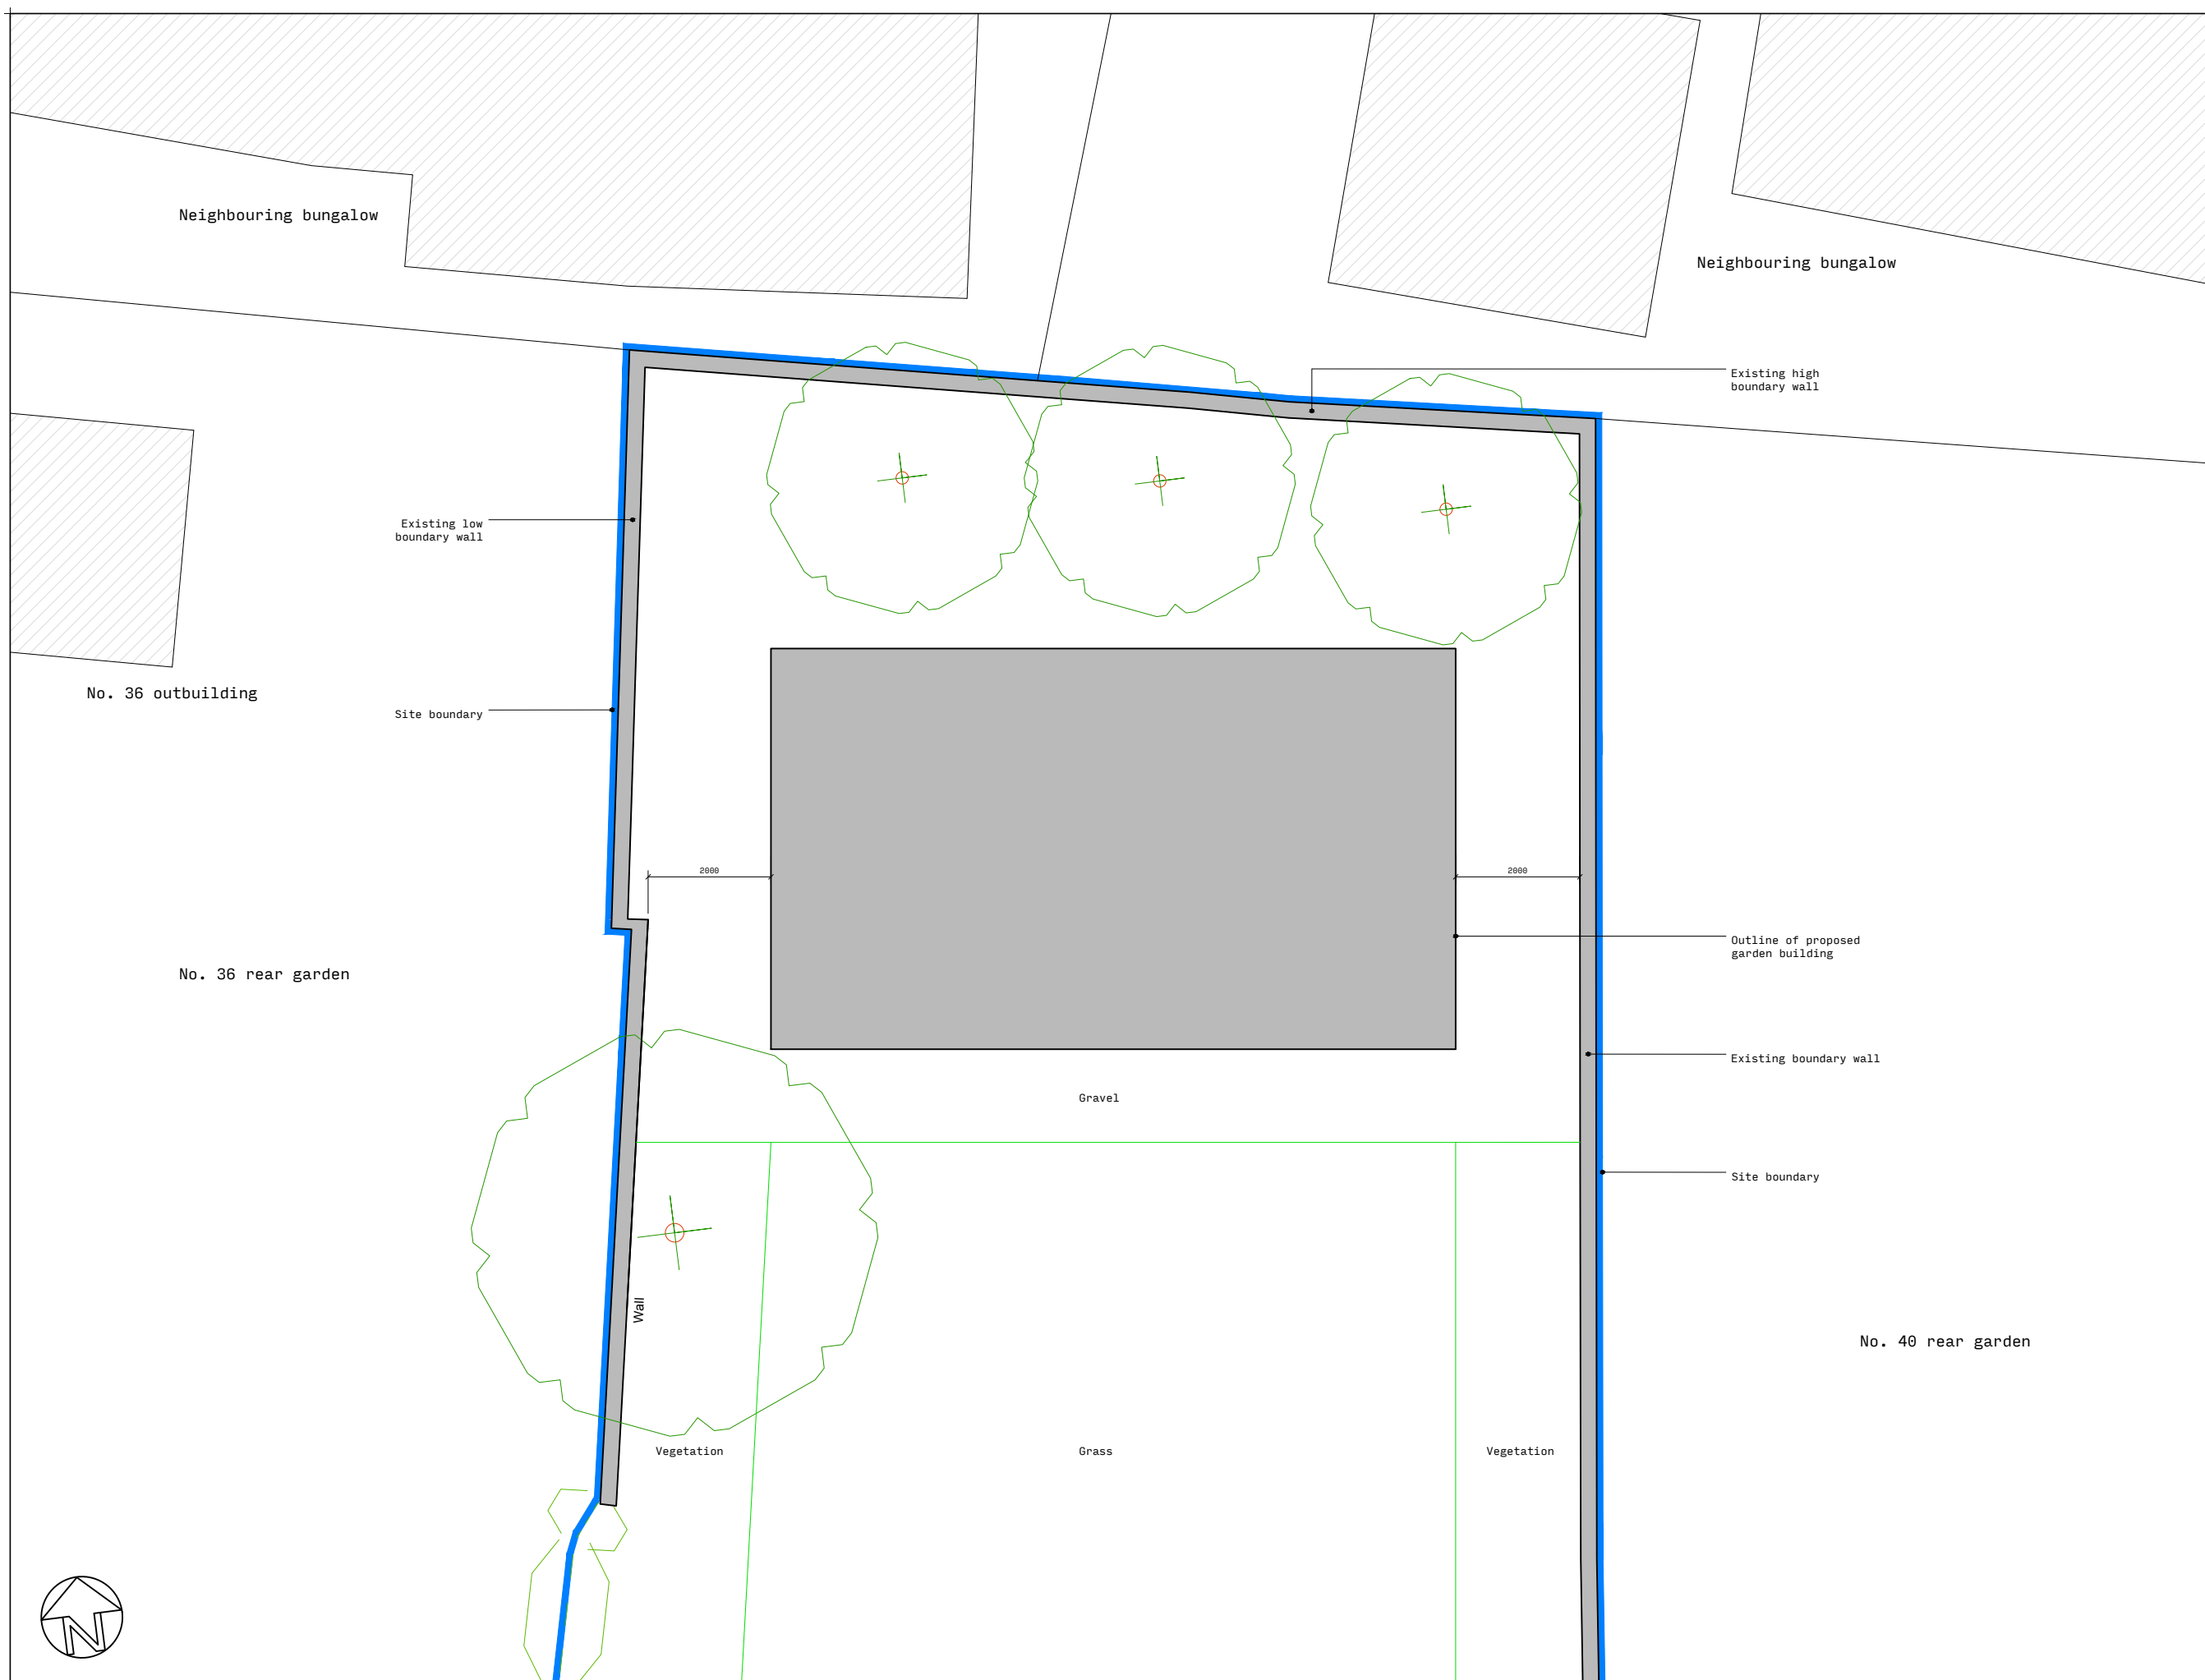 Neighbouring bungalow
Neighbouring bungalow
Existing high
boundary wall
Existing low
boundary wall
No. 36 outbuilding
Site boundary
2000
2000
Outline of proposed
garden building
No. 36 rear garden
Existing boundary wall
Gravel
Site boundary
Wall
No. 40 rear garden
Vegetation
Grass
Vegetation
N